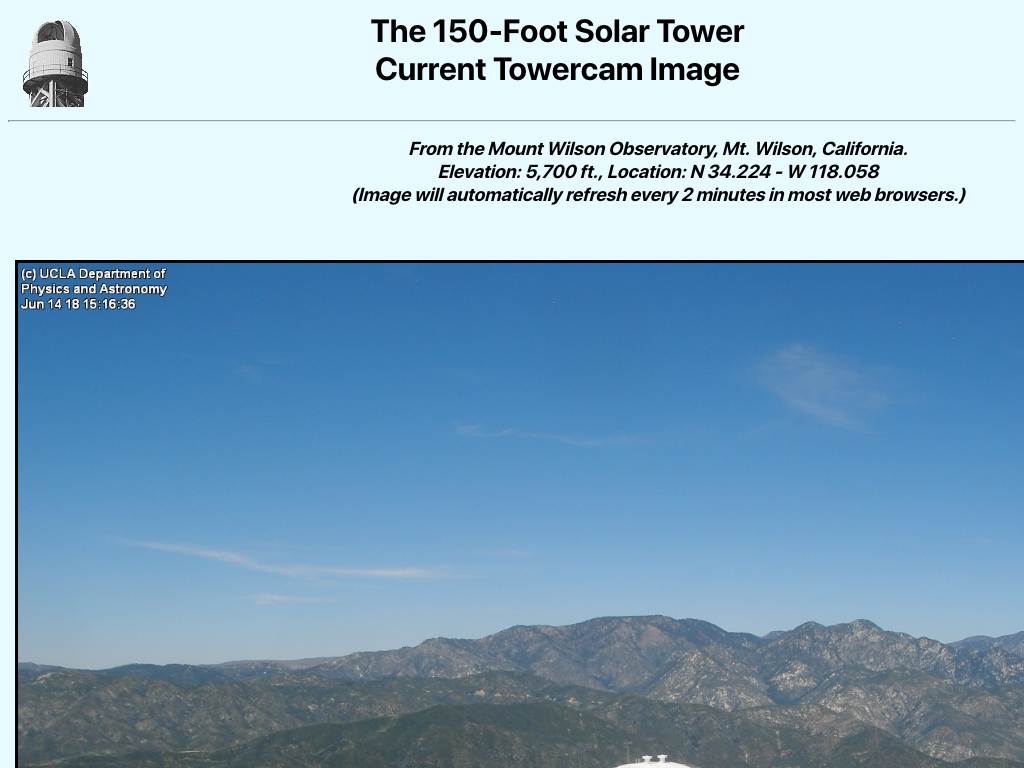 The 150-Foot Solar Tower
Current Towercam Image
From the Mount Wilson Observatory, Mt. Wilson, California.
Elevation: 5,700 ft., Location: N 34.224 - W 118.058
(Image will automatically refresh every 2 minutes in most web browsers.)
(c) UCLA Department of
Physics and Astronomy
Jun 14 18 15:16:36